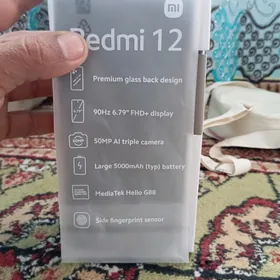 mi
Redmi 12
Premium glass back design
90Hz 6.79" FHD+ display
50MP AI triple camera
Large 5000mAh (typ) battery
MediaTek Helio G88
Side fingerprint sensor